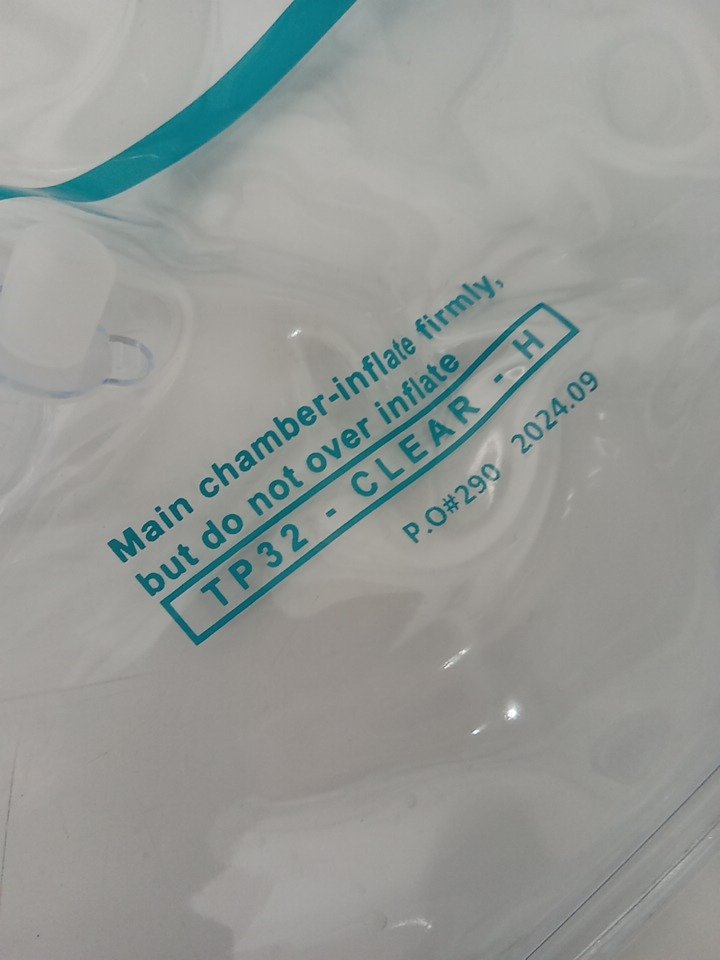 Main chamber-inflate firmly,
but do not over inflate
TP32 - CLEAR - H
P.O#290 2024.09